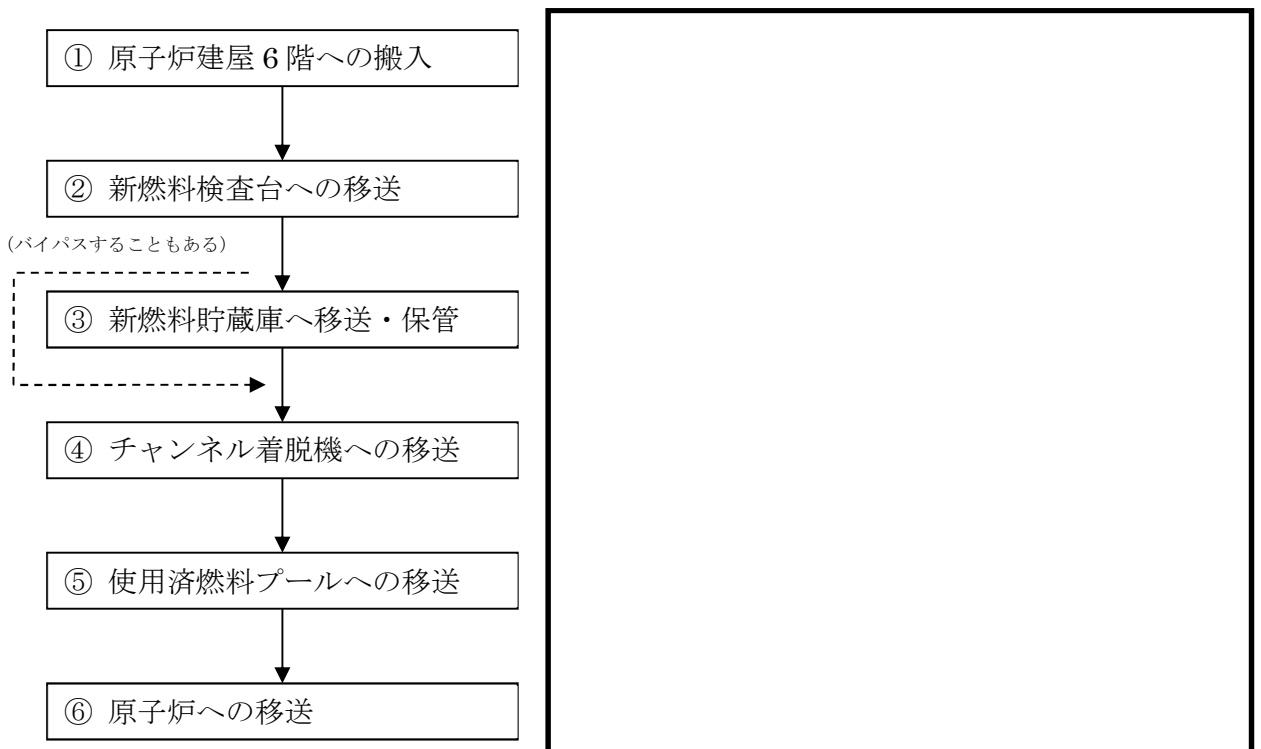 ① 原子炉建屋６階への搬入
② 新燃料検査台への移送
(バイパスすることもある)
③ 新燃料貯蔵庫へ移送・保管
④ チャンネル着脱機への移送
⑤ 使用済燃料プールへの移送
⑥ 原子炉への移送